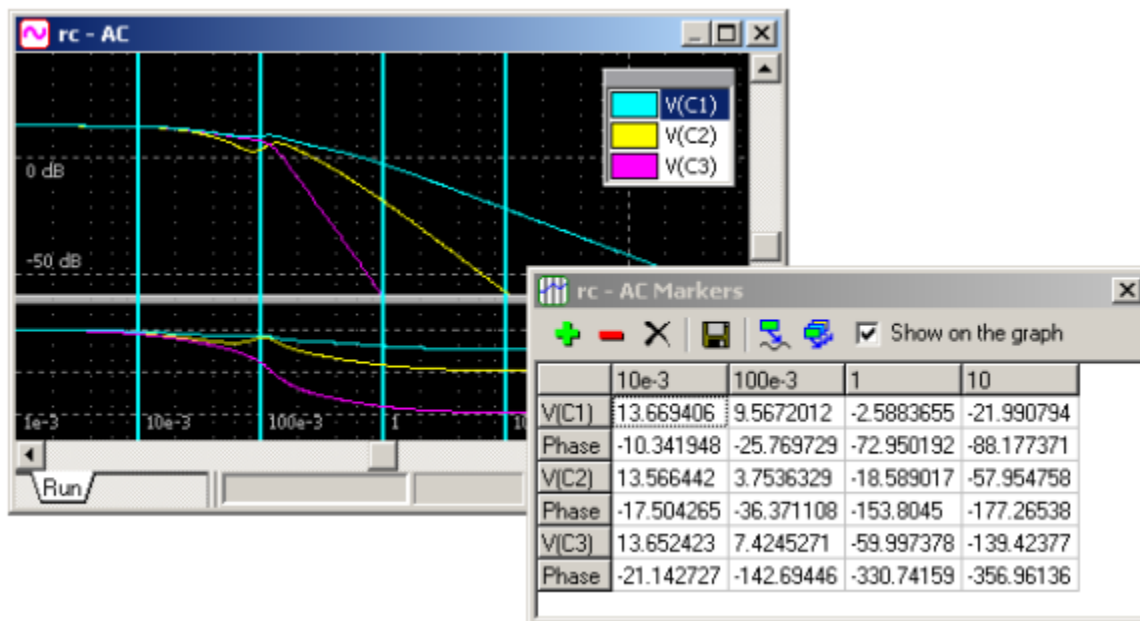 rc - AC
V(C1)
V(C2)
V(C3)
0 dB
-50 dB
1e-3 10e-3 100e-3 1
Run
rc - AC Markers
Show on the graph
10e-3 100e-3 1 10
V(C1) 13.669406 9.5672012 -2.5883655 -21.990794
Phase -10.341948 -25.769729 -72.950192 -88.177371
V(C2) 13.566442 3.7536329 -18.589017 -57.954758
Phase -17.504265 -36.371108 -153.8045 -177.26538
V(C3) 13.652423 7.4245271 -59.997378 -139.42377
Phase -21.142727 -142.69446 -330.74159 -356.96136